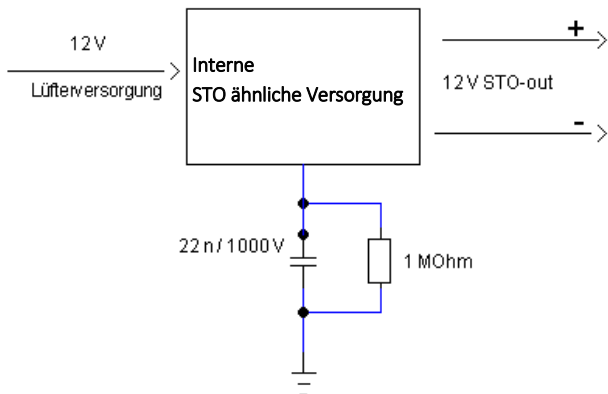 12V
Lüfterversorgung
Interne
STO ähnliche Versorgung
+
12V STO-out
-
22n/1000V
1 MOhm